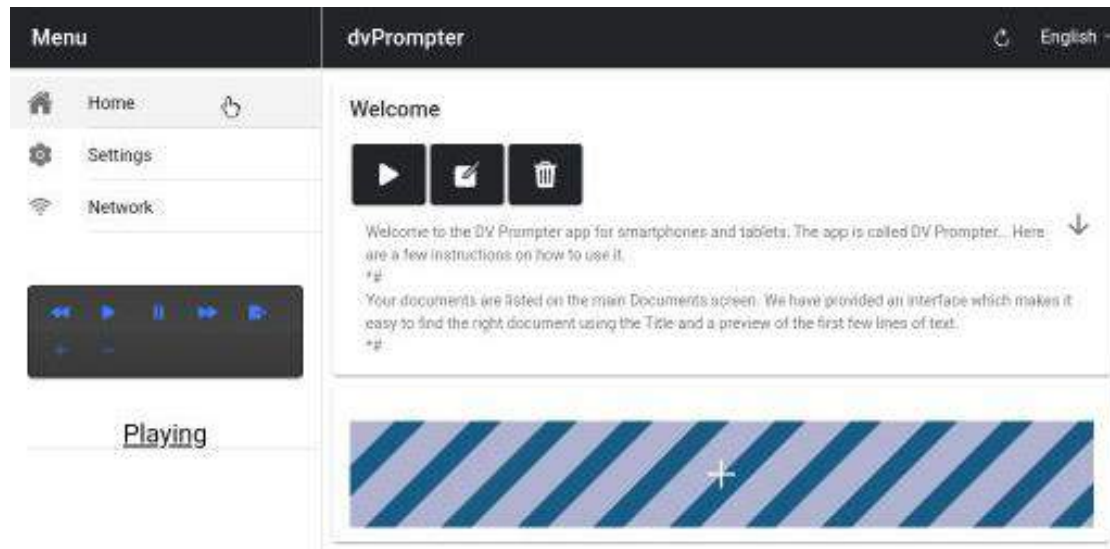 Menu
dvPrompter
English
Home
Settings
Network
Playing
Welcome
Welcome to the DV Prompter app for smartphones and tablets. The app is called DV Prompter... Here
are a few instructions on how to use it.
*#
Your documents are listed on the main Documents screen. We have provided an interface which makes it
easy to find the right document using the Title and a preview of the first few lines of text.
*#